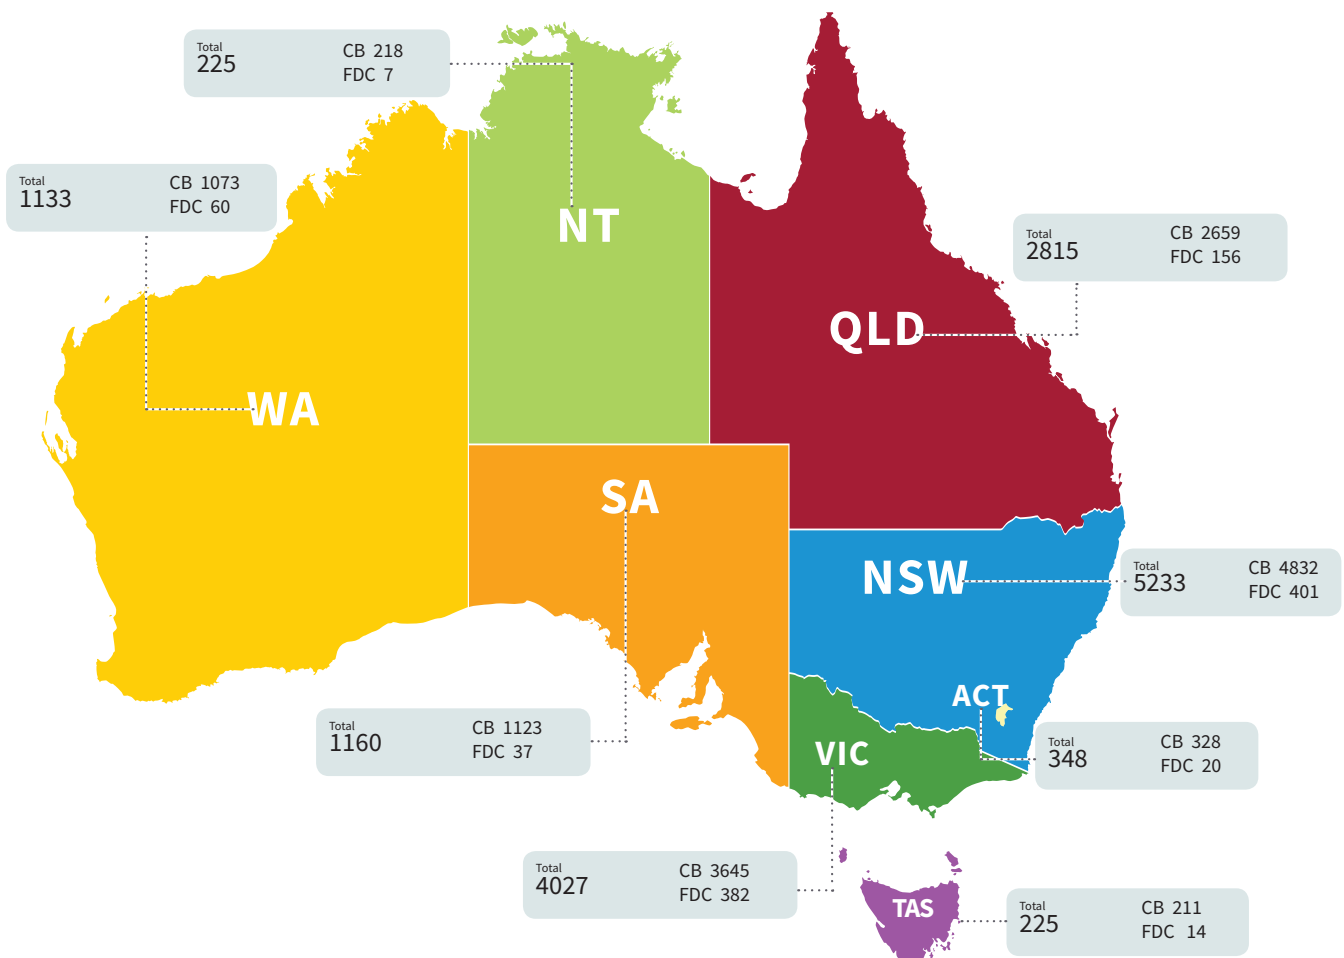 Total
225
CB 218
FDC 7
Total
1133
CB 1073
FDC 60
NT
Total
2815
CB 2659
FDC 156
QLD
WA
SA
NSW
Total
5233
CB 4832
FDC 401
ACT
Total
1160
CB 1123
FDC 37
VIC
Total
348
CB 328
FDC 20
Total
4027
CB 3645
FDC 382
TAS
Total
225
CB 211
FDC 14